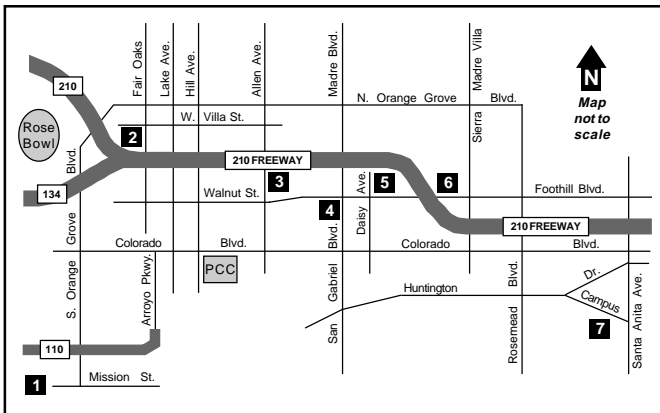 Fair Oaks
Lake Ave.
Hill Ave.
Allen Ave.
Madre Blvd.
Madre Villa
Sierra
N
Map
not to
scale
210
N. Orange Grove Blvd.
W. Villa St.
Rose
Bowl
2
210 FREEWAY
134
3
Walnut St.
4
5
6
Foothill Blvd.
Daisy Ave.
S. Orange Grove Blvd.
Colorado Blvd.
Colorado Blvd.
210 FREEWAY
PCC
Arroyo Pkwy.
San Gabriel Blvd.
Huntington Dr.
Rosemead Blvd.
Campus
7
Santa Anita Ave.
110
1
Mission St.